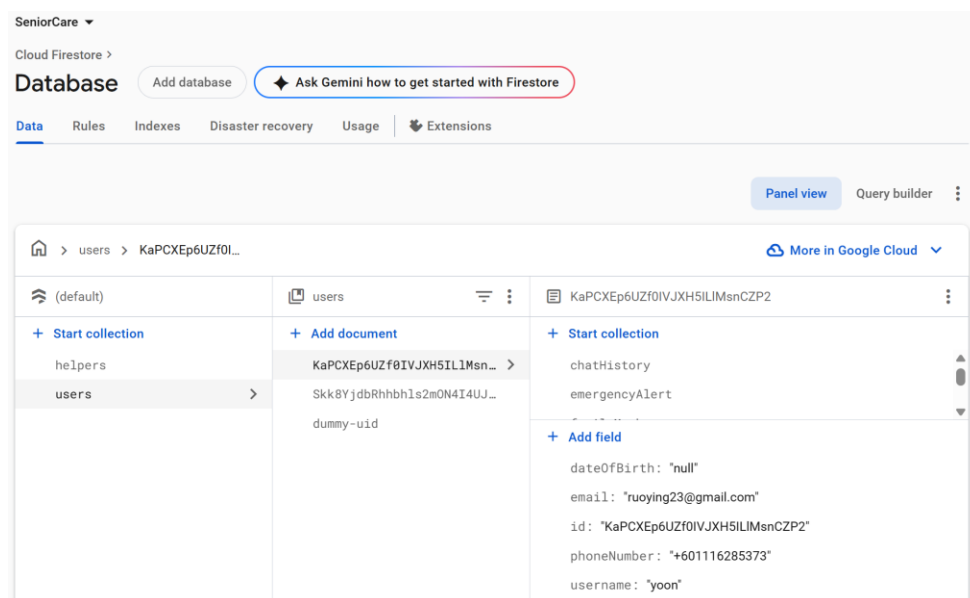 SeniorCare
Cloud Firestore >
Database Add database Ask Gemini how to get started with Firestore
Data Rules Indexes Disaster recovery Usage Extensions
Panel view Query builder
> users > KaPCXEp6UZf0I...
More in Google Cloud
(default)
users
KaPCXEp6UZf0IVJXH5ILlMsnCZP2
+ Start collection
helpers
users
+ Add document
KaPCXEp6UZf0IVJXH5ILlMsn...
Skk8YjdbRhhbhls2mON4I4UJ...
dummy-uid
+ Start collection
chatHistory
emergencyAlert
+ Add field
dateOfBirth: "null"
email: "ruoying23@gmail.com"
id: "KaPCXEp6UZf0IVJXH5ILlMsnCZP2"
phoneNumber: "+601116285373"
username: "yoon"